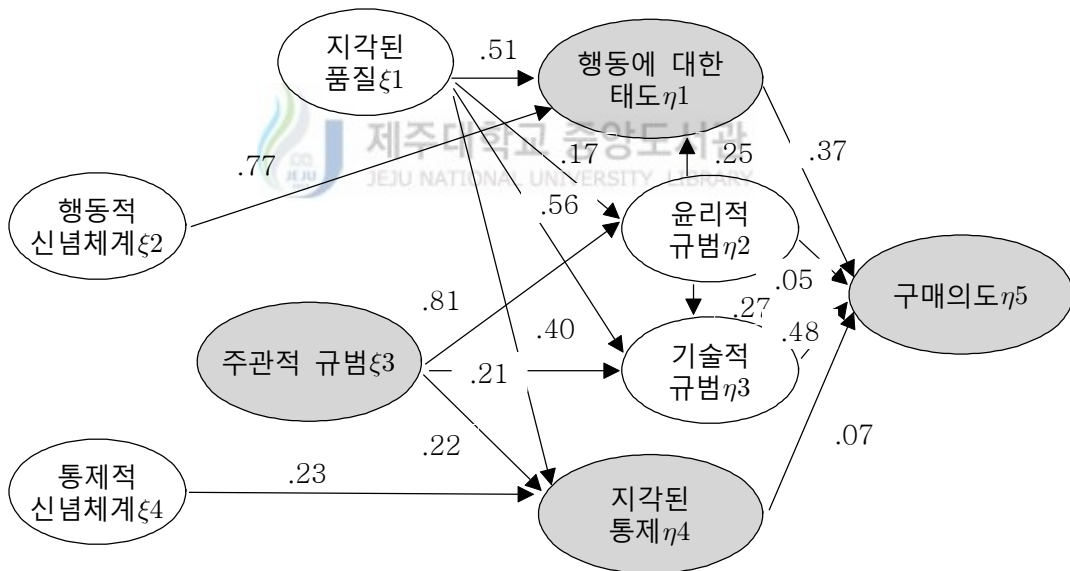 지각된
품질ξ1
.51
행동에 대한
태도η1
제주대학교 중앙도서관
JEJU NATIONAL UNIVERSITY LIBRARY
JEJU
1952
.77
.17
.25
.37
행동적
신념체계ξ2
.56
윤리적
규범η2
.05
구매의도η5
.81
.27
주관적 규범ξ3
.40
.21
기술적
규범η3
.48
.22
.07
통제적
신념체계ξ4
.23
지각된
통제η4